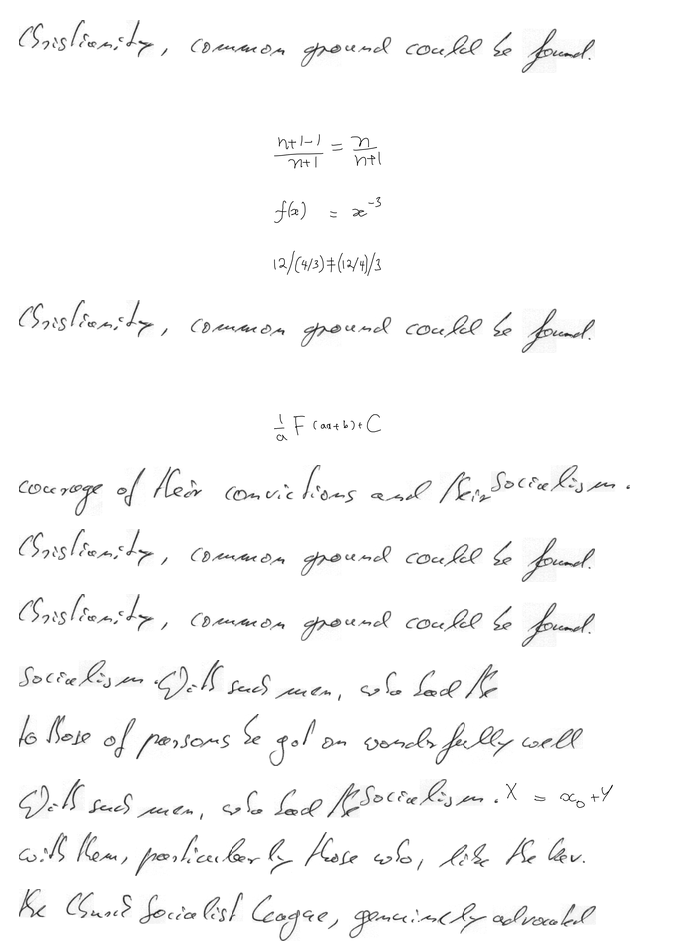 Christianity, common ground could be found.
\frac{n+1-1}{n+1} = \frac{n}{n+1}
f(x) = x^{-3}
12/(4/3)≠(12/4)/3
Christianity, common ground could be found.
\frac{1}{a} F(ax+b)+C
courage of their convictions and their Socialism.
Christianity, common ground could be found.
Christianity, common ground could be found.
Socialism. With such men, who had the
to those of persons he got on wonderfully well
With such men, who had the Socialism. X = x_0 + Y
with them, particularly those who, like the Rev.
the Church Socialist League, genuinely advocated